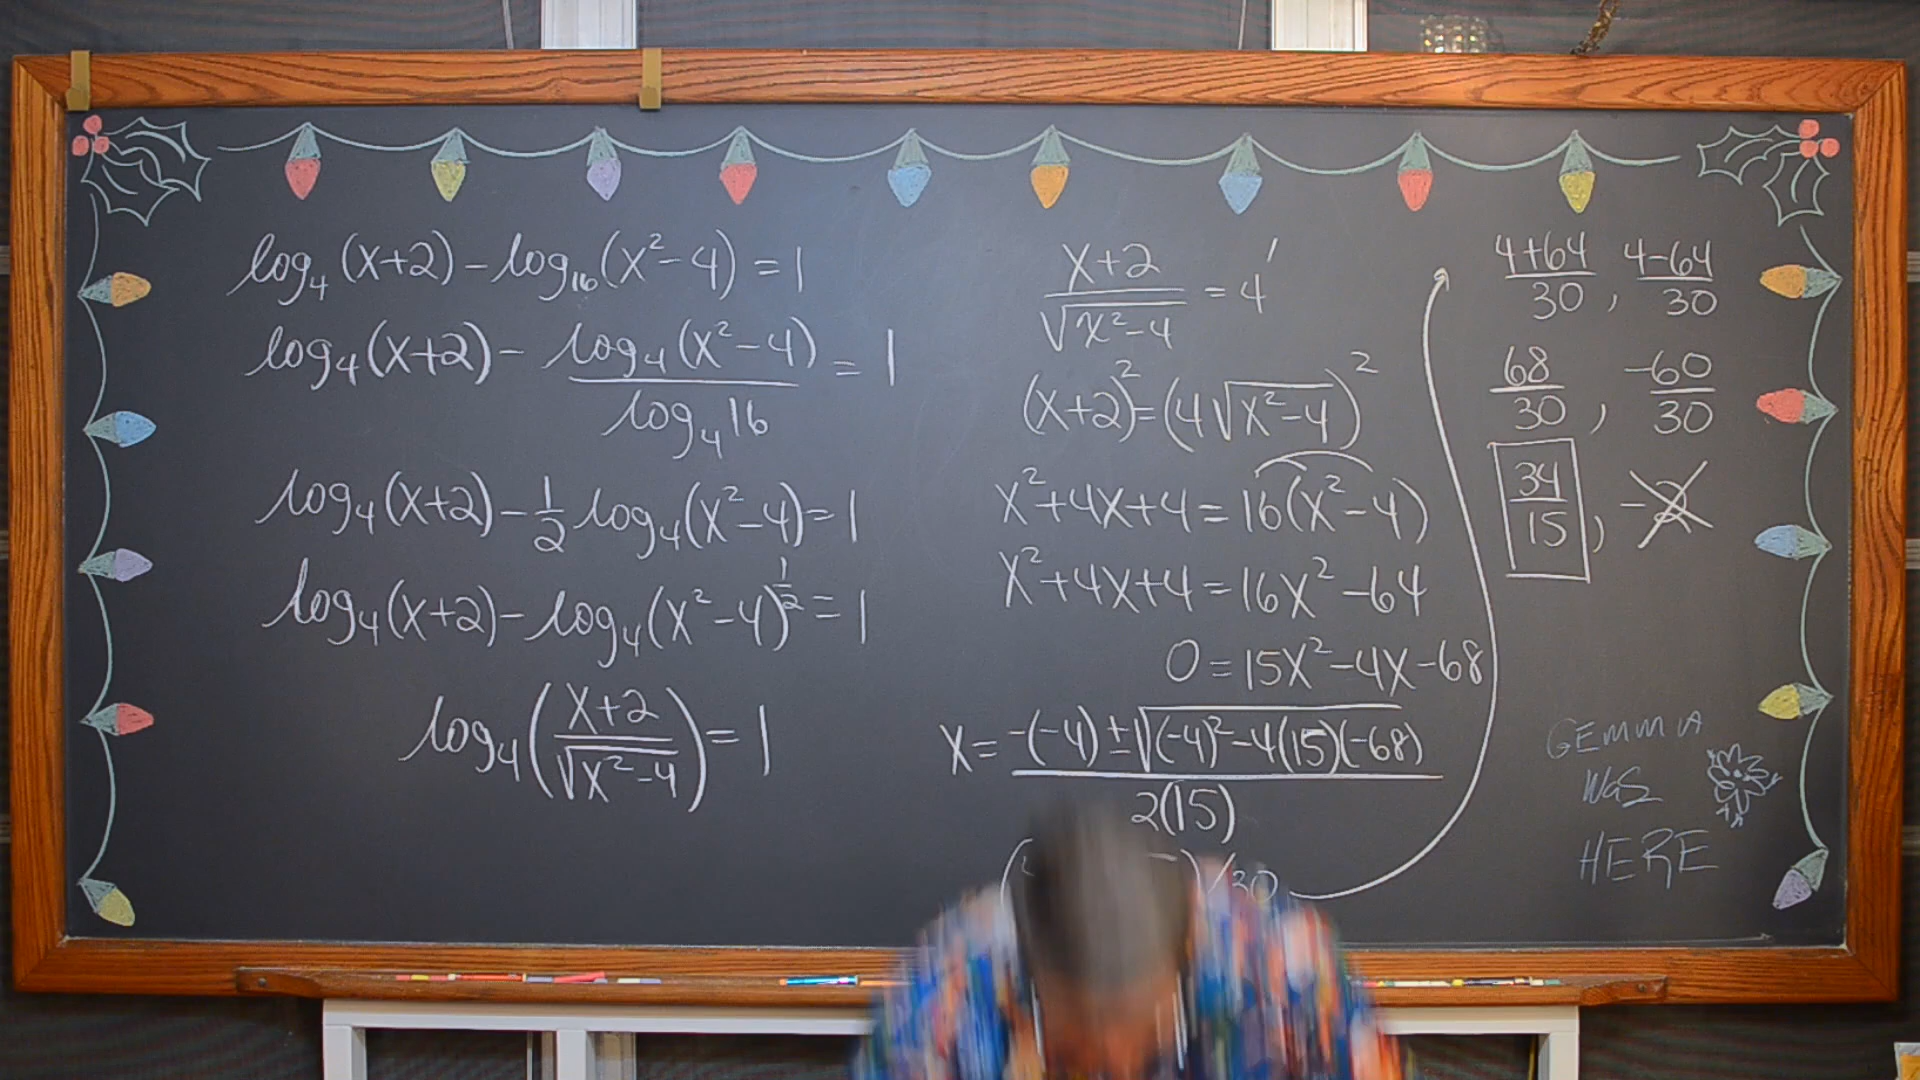 log₄(x+2)-log₁₆(x²-4)=1
log₄(x+2)-log₄(x²-4)/log₄16=1
log₄(x+2)-1/2 log₄(x²-4)=1
log₄(x+2)-log₄(x²-4)^(1/2)=1
log₄((x+2)/√(x²-4))=1
(x+2)/√(x²-4)=4¹
(x+2)²=(4√(x²-4))²
x²+4x+4=16(x²-4)
x²+4x+4=16x²-64
0=15x²-4x-68
x=(-(-4)±√((-4)²-4(15)(-68)))/2(15)
/30
(4+64)/30, (4-64)/30
68/30, -60/30
34/15, -2
GEMMA
WAS
HERE